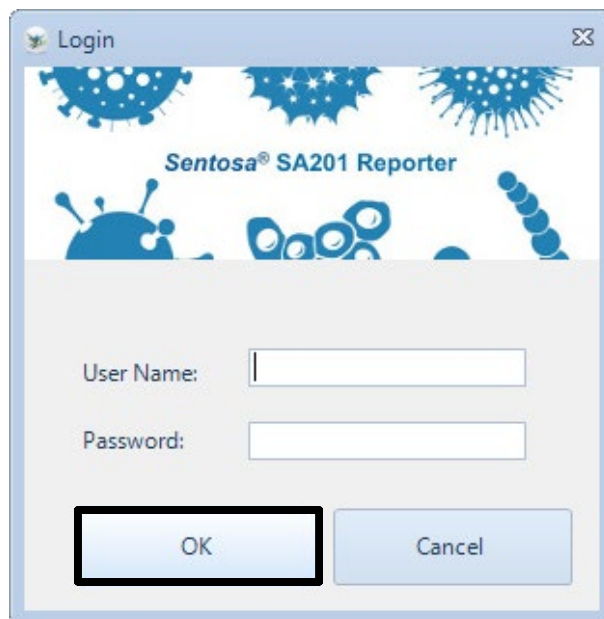 Login
Sentosa® SA201 Reporter
User Name:
Password:
OK
Cancel